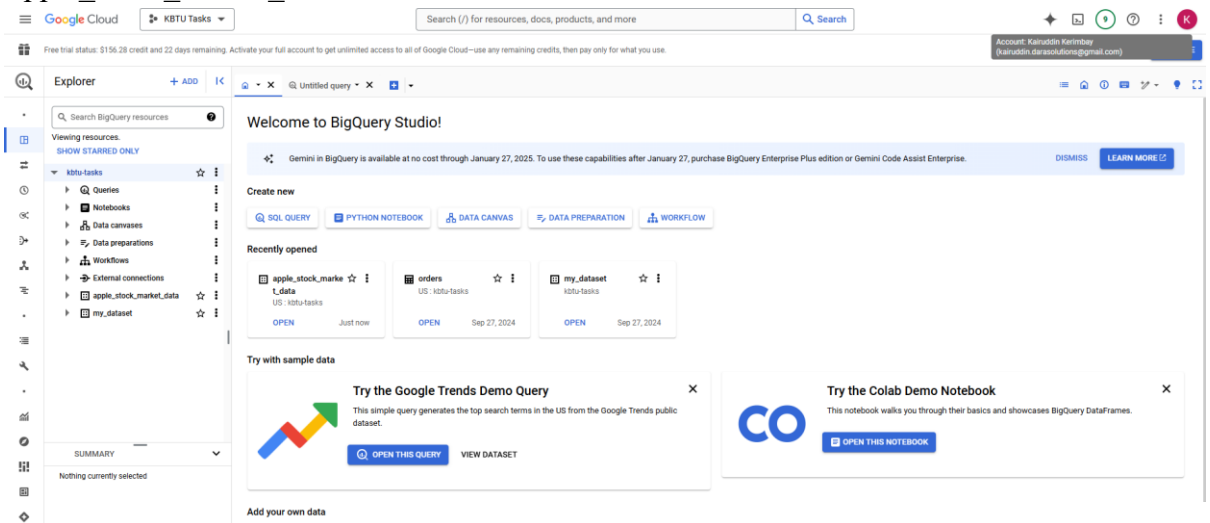 Google Cloud
KBTU Tasks
Search (/) for resources, docs, products, and more
Search
9
K
Free trial status: $156.28 credit and 22 days remaining. Activate your full account to get unlimited access to all of Google Cloud—use any remaining credits, then pay only for what you use.
Account: Kairuddin Kerimbay
(kairuddin.darasolutions@gmail.com)
Explorer
+ ADD
Untitled query
Search BigQuery resources
Viewing resources.
SHOW STARRED ONLY
kbtu-tasks
Queries
Notebooks
Data canvases
Data preparations
Workflows
External connections
apple_stock_market_data
my_dataset
SUMMARY
Nothing currently selected
Welcome to BigQuery Studio!
Gemini in BigQuery is available at no cost through January 27, 2025. To use these capabilities after January 27, purchase BigQuery Enterprise Plus edition or Gemini Code Assist Enterprise.
DISMISS
LEARN MORE
Create new
SQL QUERY
PYTHON NOTEBOOK
DATA CANVAS
DATA PREPARATION
WORKFLOW
Recently opened
apple_stock_marke
t_data
US : kbtu-tasks
OPEN
Just now
orders
US : kbtu-tasks
OPEN
Sep 27, 2024
my_dataset
kbtu-tasks
OPEN
Sep 27, 2024
Try with sample data
Try the Google Trends Demo Query
This simple query generates the top search terms in the US from the Google Trends public
dataset.
OPEN THIS QUERY
VIEW DATASET
CO
Try the Colab Demo Notebook
This notebook walks you through their basics and showcases BigQuery DataFrames.
OPEN THIS NOTEBOOK
Add your own data